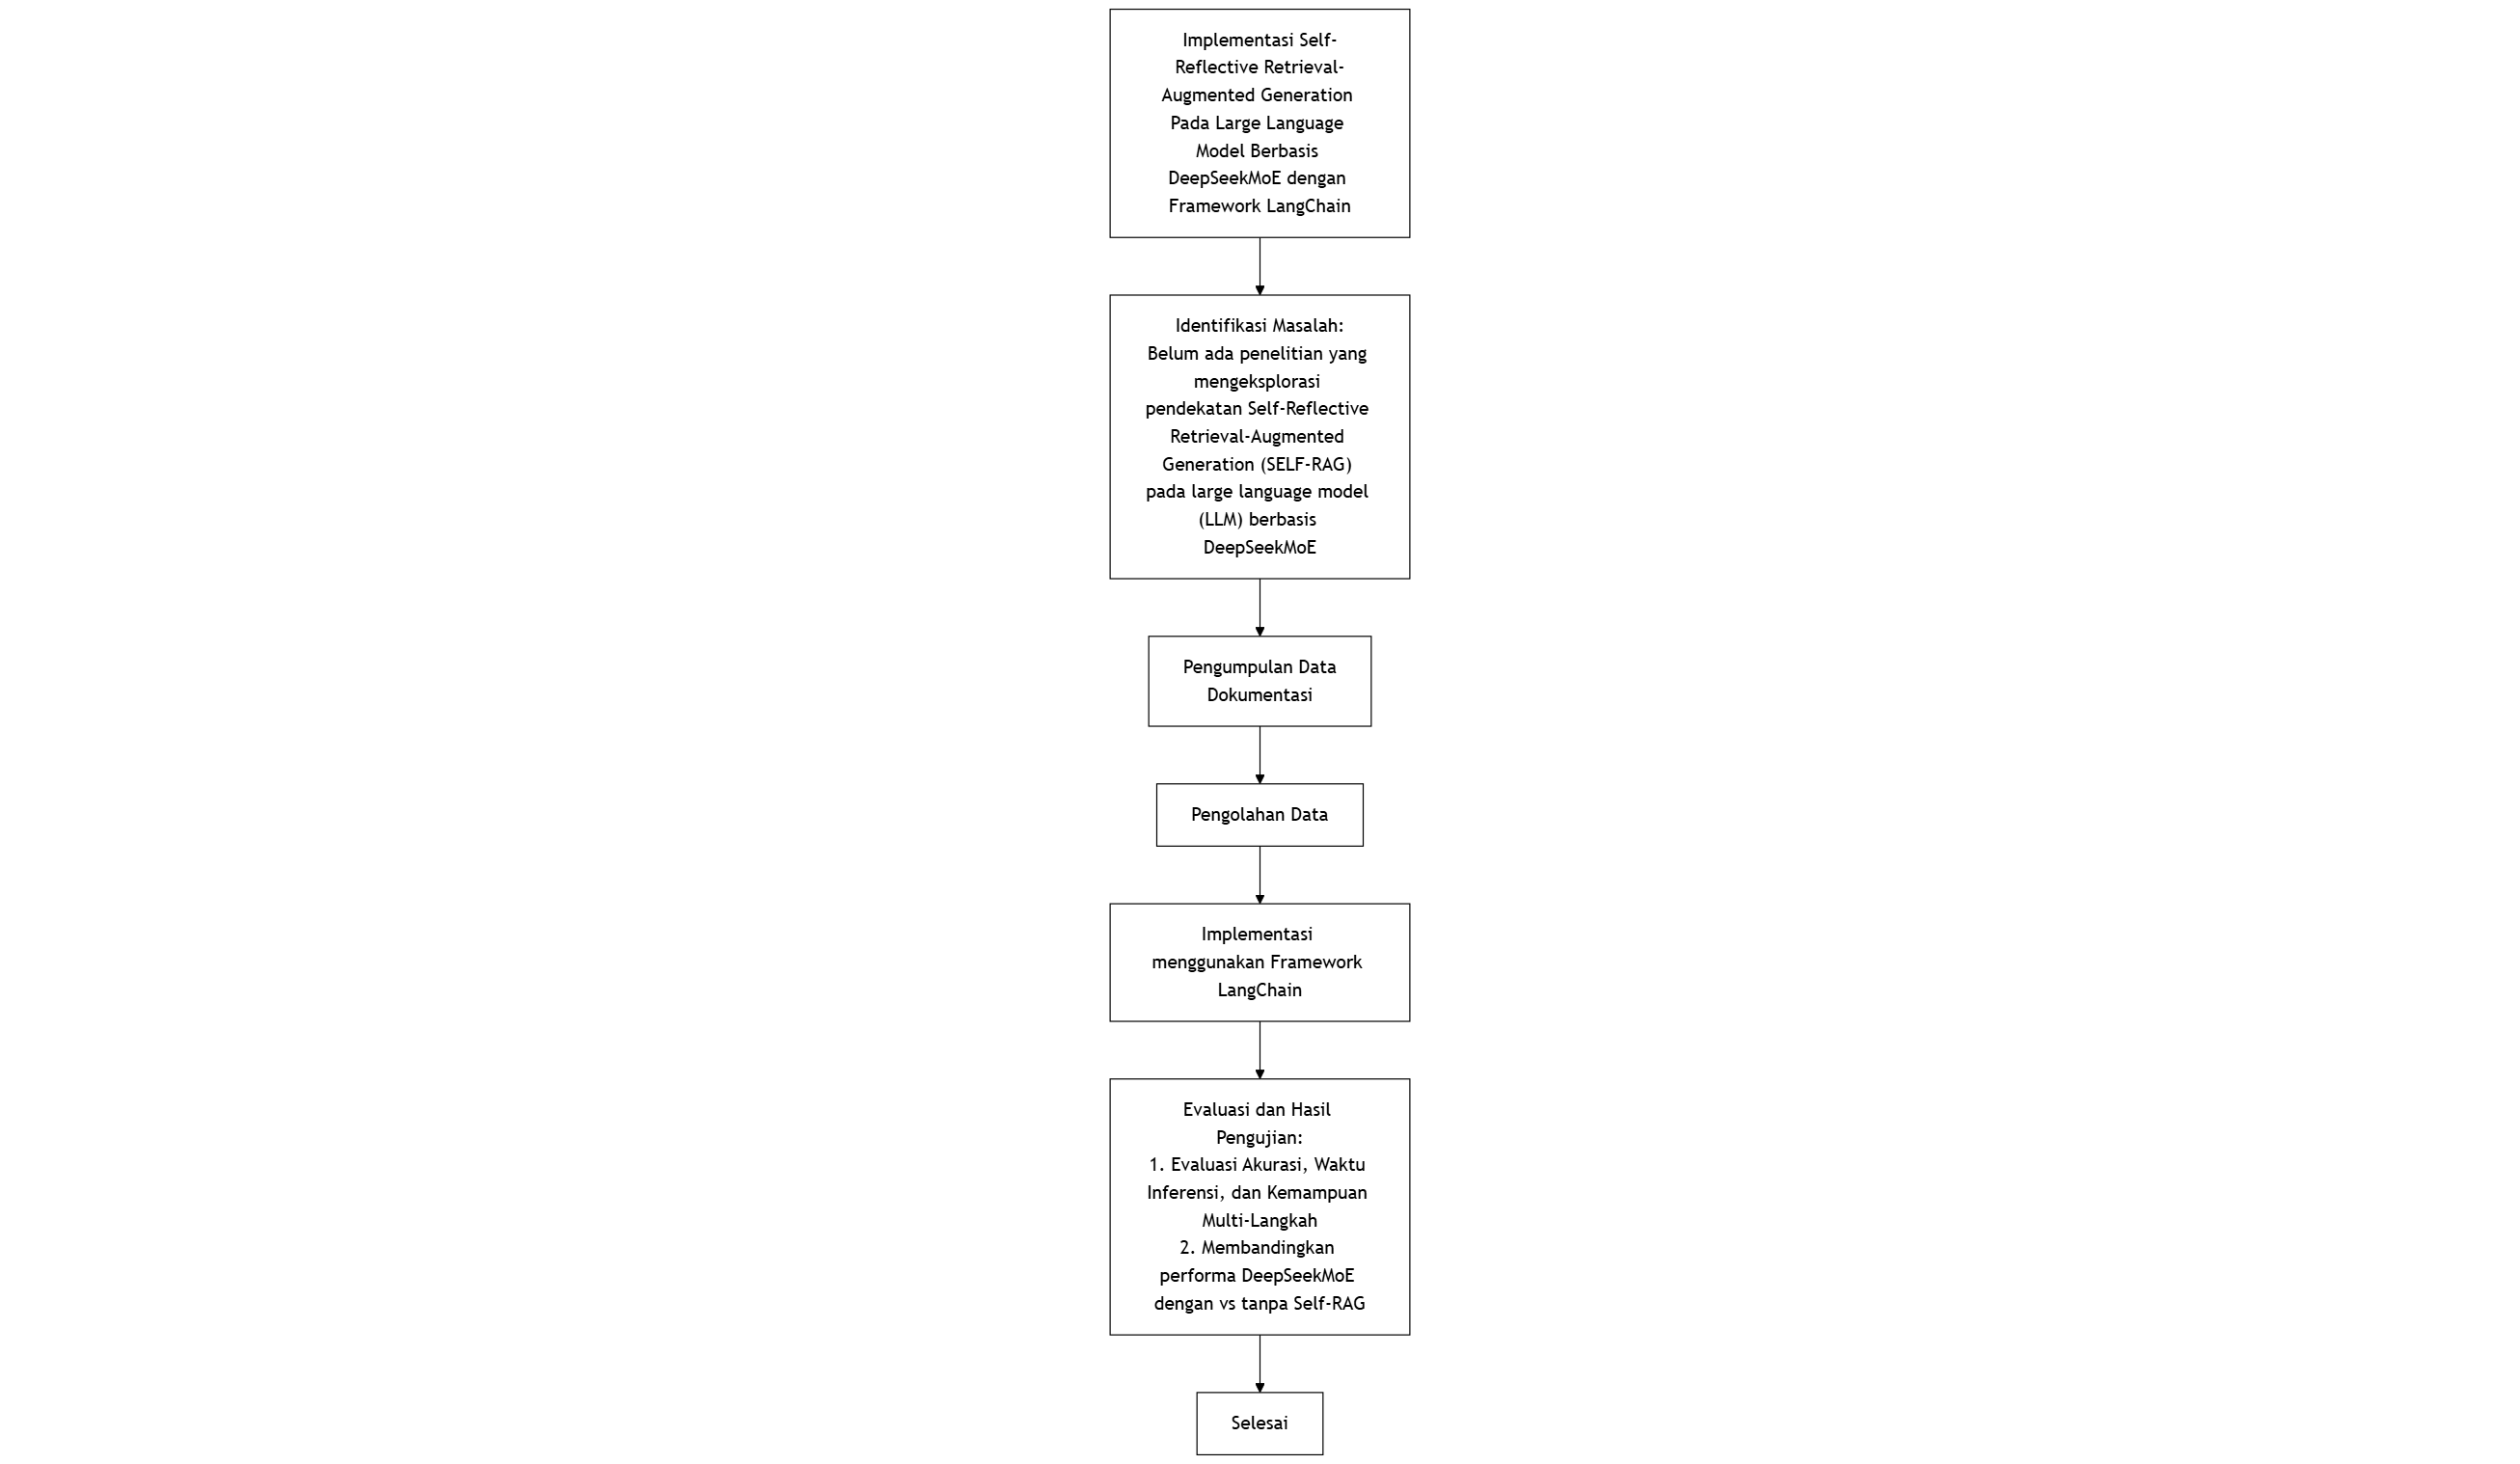 Implementasi Self-
Reflective Retrieval-
Augmented Generation
Pada Large Language
Model Berbasis
DeepSeekMoE dengan
Framework LangChain
Identifikasi Masalah:
Belum ada penelitian yang
mengeksplorasi
pendekatan Self-Reflective
Retrieval-Augmented
Generation (SELF-RAG)
pada large language model
(LLM) berbasis
DeepSeekMoE
Pengumpulan Data
Dokumentasi
Pengolahan Data
Implementasi
menggunakan Framework
LangChain
Evaluasi dan Hasil
Pengujian:
1. Evaluasi Akurasi, Waktu
Inferensi, dan Kemampuan
Multi-Langkah
2. Membandingkan
performa DeepSeekMoE
dengan vs tanpa Self-RAG
Selesai